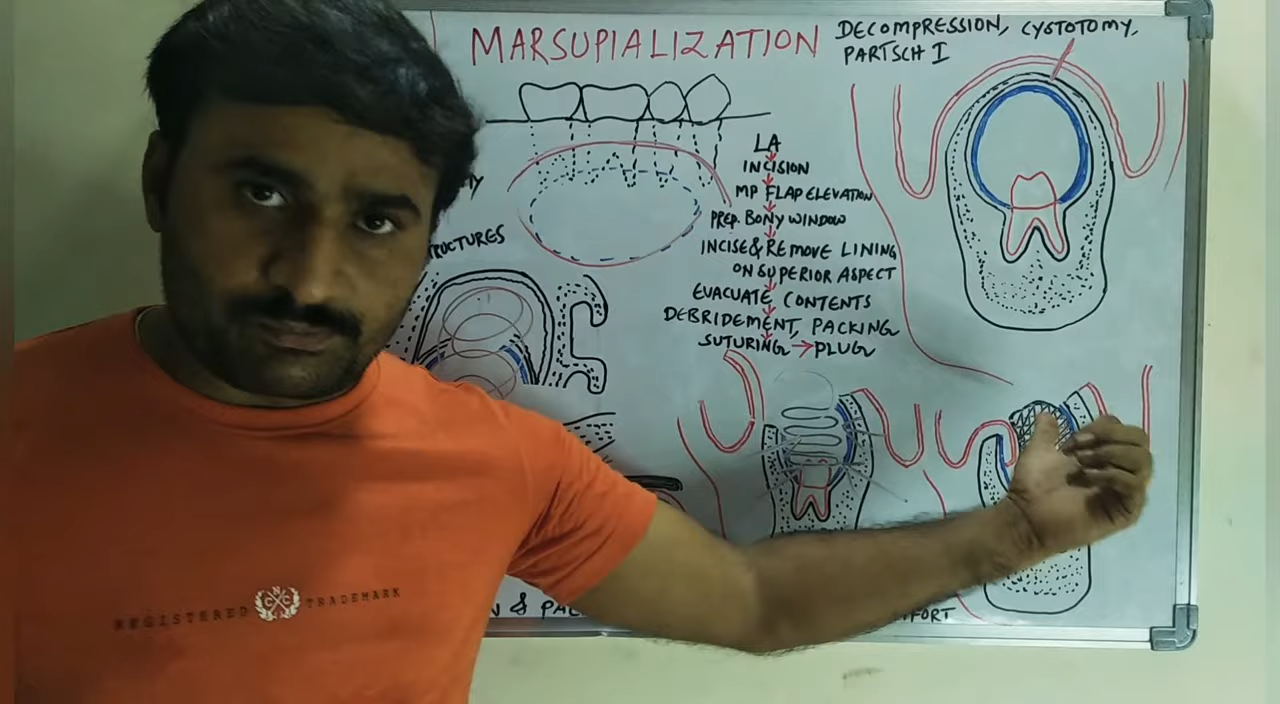 MARSUPIALIZATION
DECOMPRESSION, CYSTOTOMY,
PARTSCH I
LA
INCISION
MP FLAP ELEVATION
PREP. BONY WINDOW
INCISE & REMOVE LINING
ON SUPERIOR ASPECT
EVACUATE CONTENTS
DEBRIDEMENT, PACKING
SUTURING → PLUG
REGISTERED CNC TRADEMARK